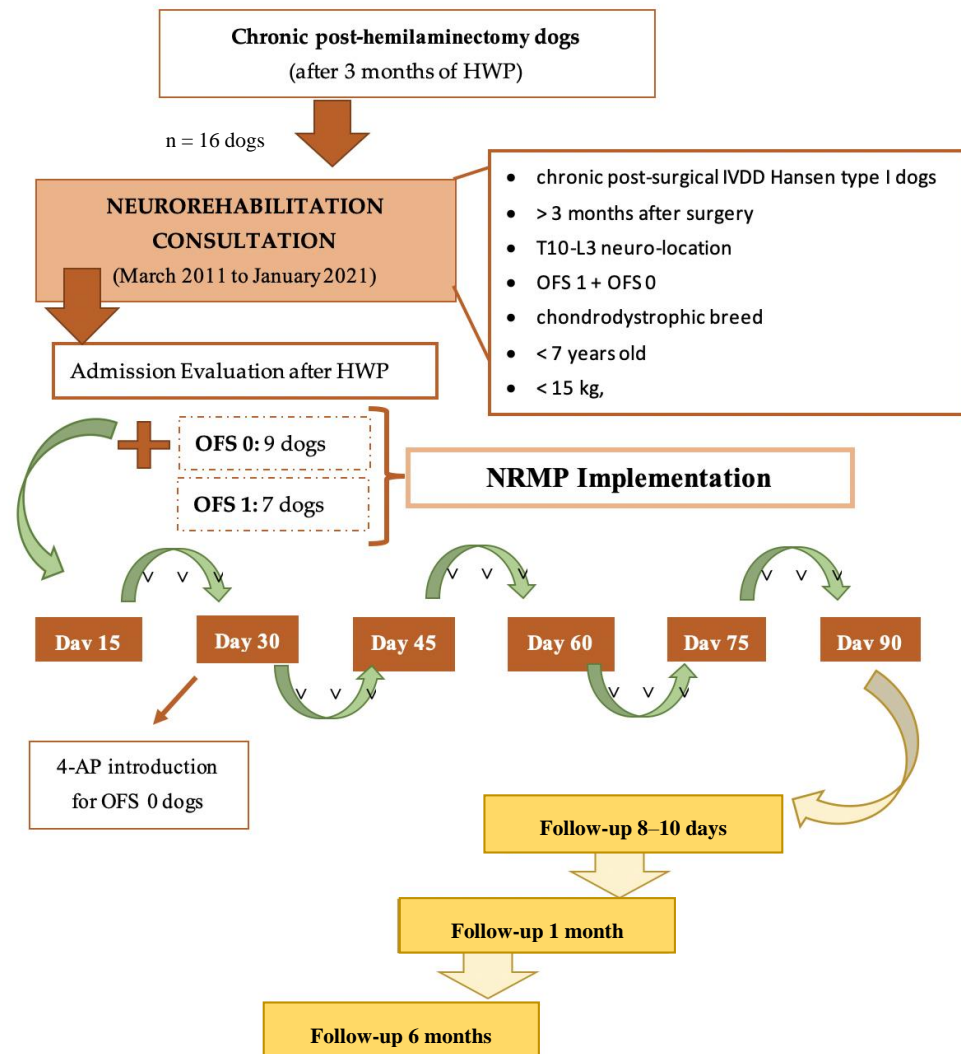 Chronic post-hemilaminectomy dogs
(after 3 months of HWP)
n = 16 dogs
NEUROREHABILITATION
CONSULTATION
(March 2011 to January 2021)
• chronic post-surgical IVDD Hansen type I dogs
• > 3 months after surgery
• T10-L3 neuro-location
• OFS 1 + OFS 0
• chondrodystrophic breed
• < 7 years old
• < 15 kg,
Admission Evaluation after HWP
OFS 0: 9 dogs
OFS 1: 7 dogs
NRMP Implementation
v v v
v v v
v v v
Day 15
Day 30
Day 45
Day 60
Day 75
Day 90
v v v
v v v
4-AP introduction
for OFS 0 dogs
Follow-up 8–10 days
Follow-up 1 month
Follow-up 6 months